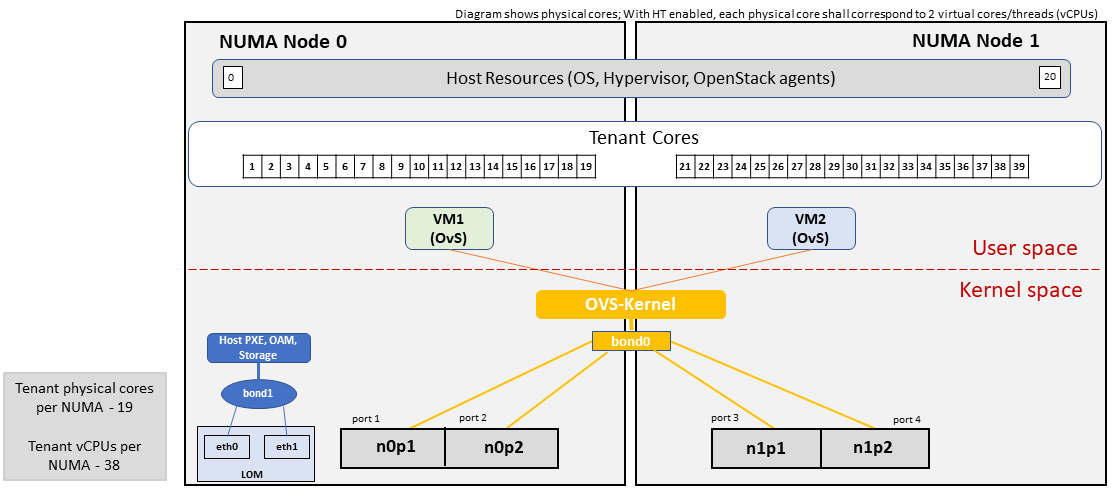 Diagram shows physical cores; With HT enabled, each physical core shall correspond to 2 virtual cores/threads (vCPUs)
NUMA Node 0
NUMA Node 1
0
Host Resources (OS, Hypervisor, OpenStack agents)
20
Tenant Cores
1 2 3 4 5 6 7 8 9 10 11 12 13 14 15 16 17 18 19
21 22 23 24 25 26 27 28 29 30 31 32 33 34 35 36 37 38 39
VM1
(OvS)
VM2
(OvS)
User space
Kernel space
OVS-Kernel
bond0
Host PXE, OAM,
Storage
bond1
eth0
eth1
LOM
port 1
port 2
n0p1
n0p2
port 3
port 4
n1p1
n1p2
Tenant physical cores
per NUMA - 19
Tenant vCPUs per
NUMA - 38